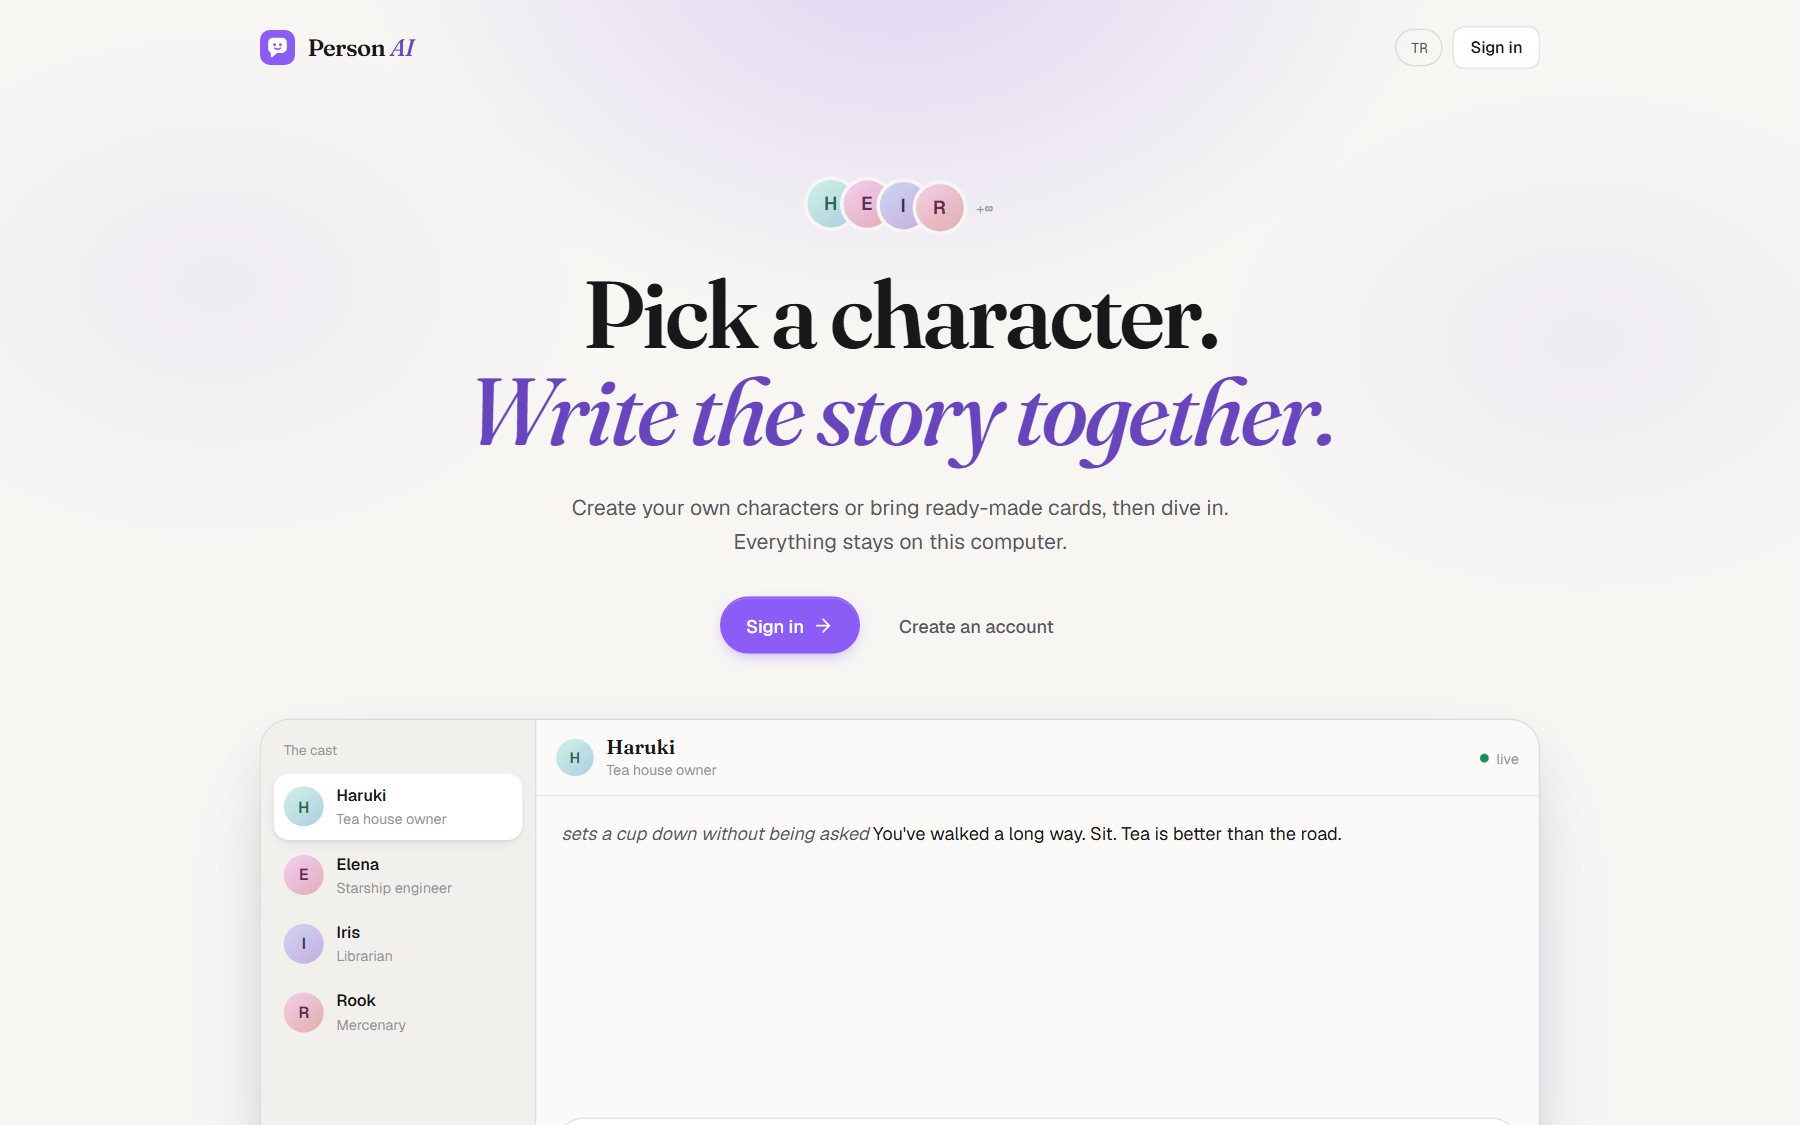 Person AI
TR
Sign in
H
E
I
R
+∞
Pick a character.
Write the story together.
Create your own characters or bring ready-made cards, then dive in.
Everything stays on this computer.
Sign in →
Create an account
The cast
H
Haruki
Tea house owner
E
Elena
Starship engineer
I
Iris
Librarian
R
Rook
Mercenary
H
Haruki
Tea house owner
live
sets a cup down without being asked You've walked a long way. Sit. Tea is better than the road.